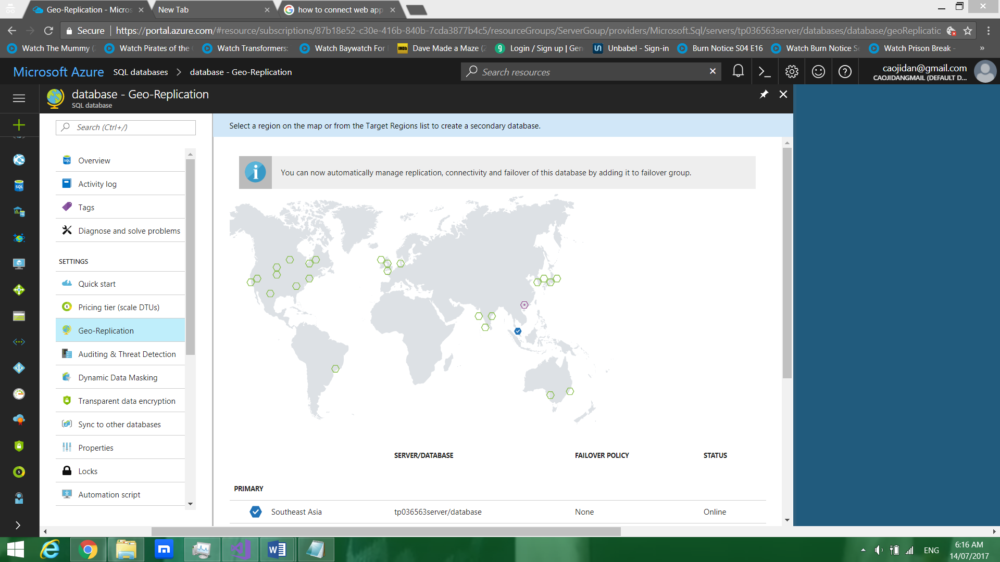 Geo-Replication - Micros
New Tab
how to connect web app
Secure
https://portal.azure.com/#resource/subscriptions/87b18e52-c30e-416b-840b-7cda3877b4c5/resourceGroups/ServerGoup/providers/Microsoft.Sql/servers/tp036563server/databases/database/geoReplicatio
Watch The Mummy (
Watch Pirates of the
Watch Transformers:
Watch Baywatch For
IMDb
Dave Made a Maze (2
Login / Sign up | Gen
Unbabel - Sign-in
Burn Notice S04 E16
Watch Burn Notice S
Watch Prison Break -
»
Microsoft Azure
SQL databases
database - Geo-Replication
Search resources
caojidan@gmail.com
CAOJIDANGMAIL (DEFAULT D...
database - Geo-Replication
SQL database
Search (Ctrl+/)
Select a region on the map or from the Target Regions list to create a secondary database.
Overview
Activity log
Tags
Diagnose and solve problems
SETTINGS
Quick start
Pricing tier (scale DTUs)
Geo-Replication
Auditing & Threat Detection
Dynamic Data Masking
Transparent data encryption
Sync to other databases
Properties
Locks
Automation script
You can now automatically manage replication, connectivity and failover of this database by adding it to failover group.
SERVER/DATABASE
FAILOVER POLICY
STATUS
PRIMARY
Southeast Asia
tp036563server/database
None
Online
ENG
6:16 AM
14/07/2017